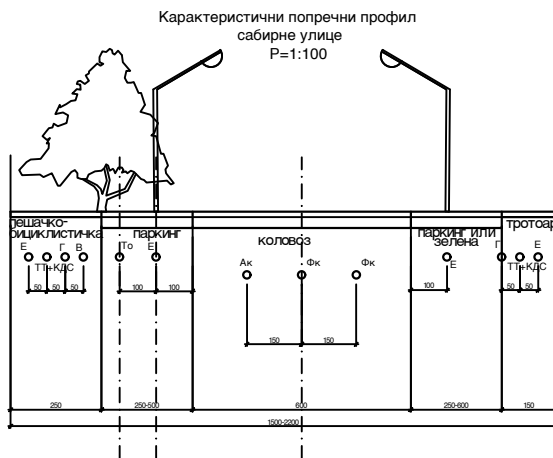 Карактеристични попречни профил
сабирне улице
Р=1:100
пешачко-
бициклистичка
паркинг
коловоз
паркинг или
зелена
тротоар
Е Г В То Е
ТТ+КДС
Ак Фк Фк
Е
Г Е
ТТ+КДС
50 50 50
100 100
150 150
100
50 50
250 250-500 600 250-600 150
1500-2200